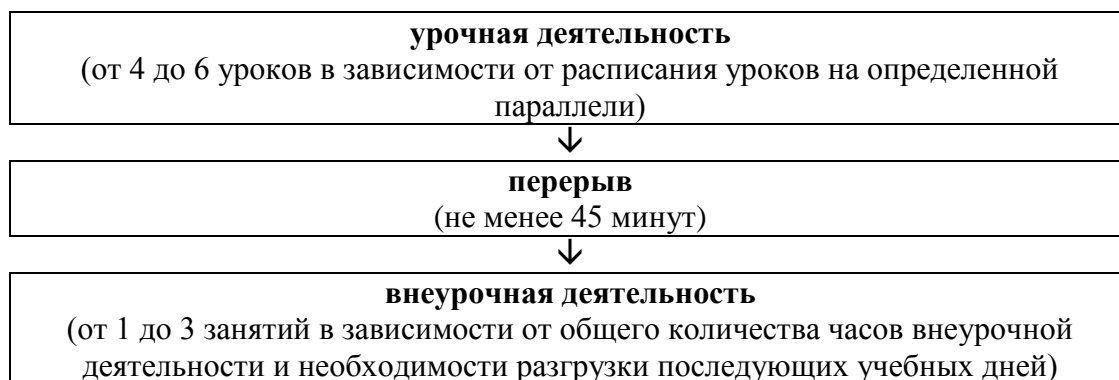 урочная деятельность
(от 4 до 6 уроков в зависимости от расписания уроков на определенной
параллели)
перерыв
(не менее 45 минут)
внеурочная деятельность
(от 1 до 3 занятий в зависимости от общего количества часов внеурочной
деятельности и необходимости разгрузки последующих учебных дней)